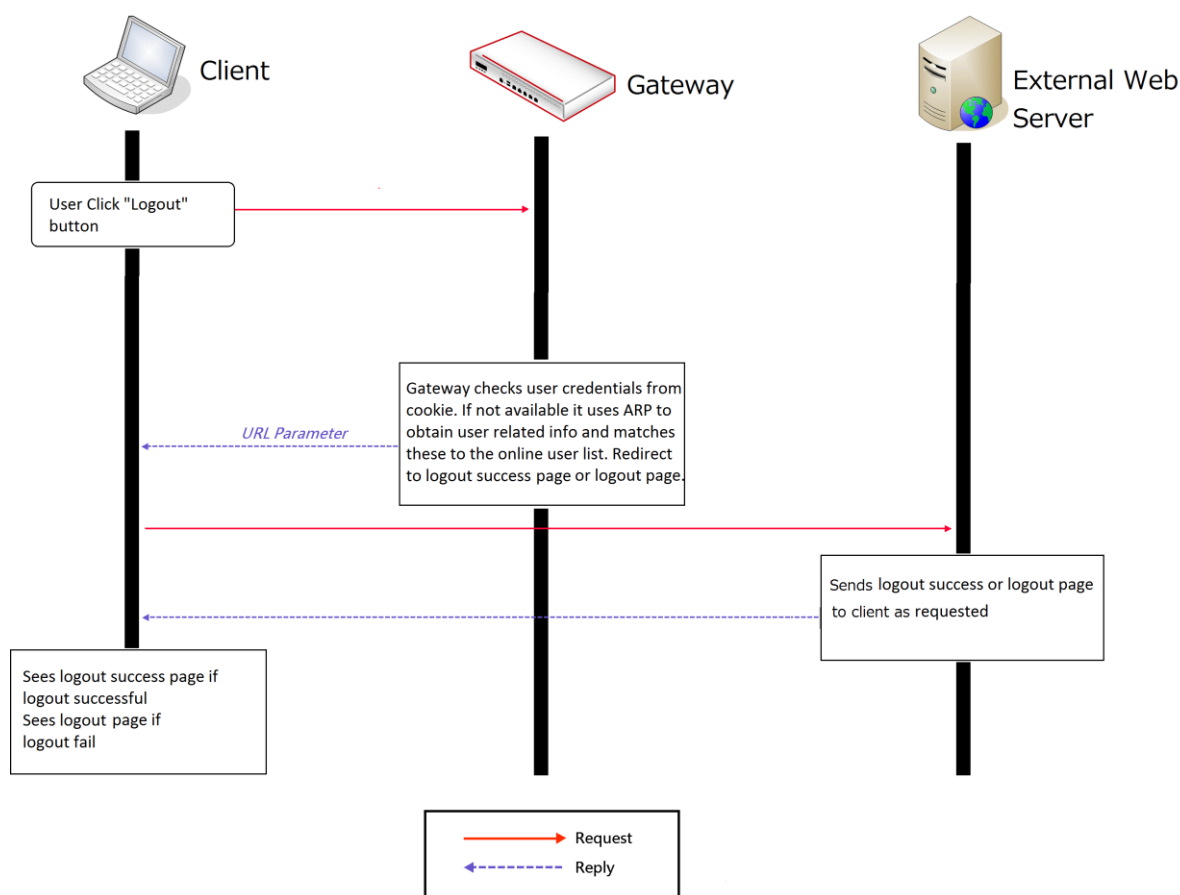 Client
Gateway
External Web
Server
User Click "Logout"
button
Gateway checks user credentials from
cookie. If not available it uses ARP to
obtain user related info and matches
these to the online user list. Redirect
to logout success page or logout page.
URL Parameter
Sends logout success or logout page
to client as requested
Sees logout success page if
logout successful
Sees logout page if
logout fail
Request
Reply